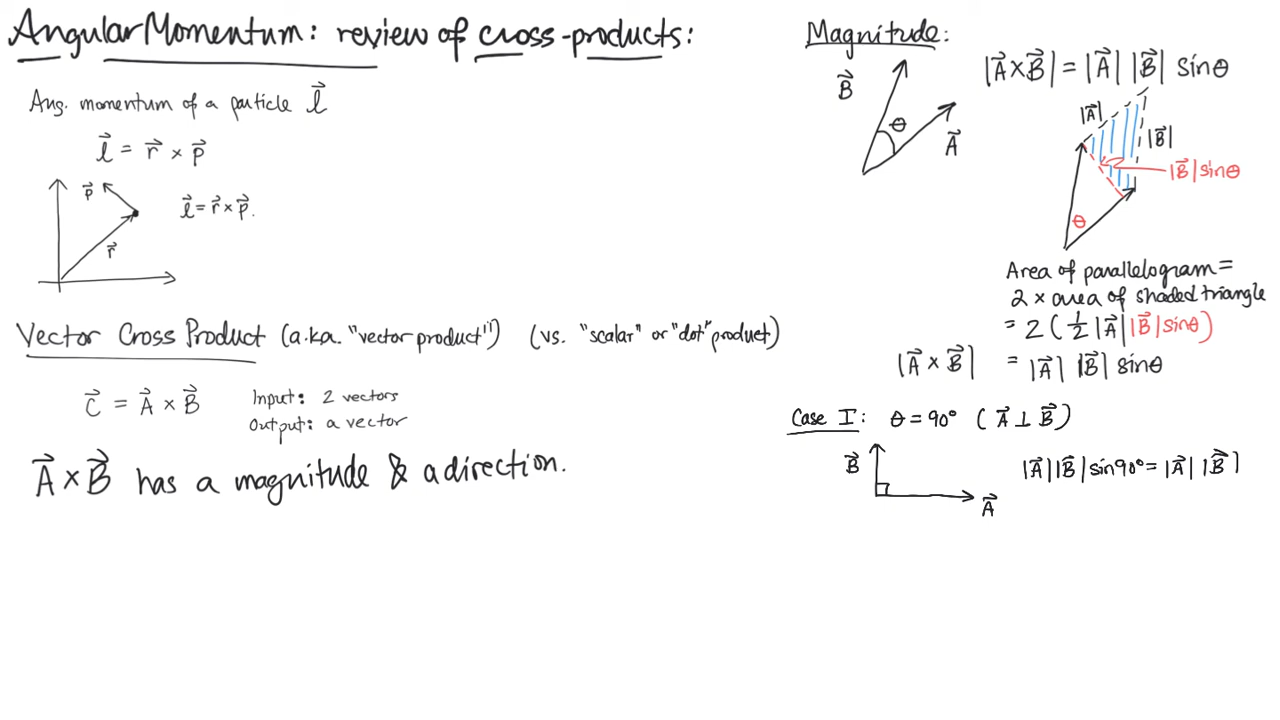 Angular Momentum: review of cross-products:
Ang. momentum of a particle l⃗
l⃗ = r⃗ × p⃗
p⃗
l⃗ = r⃗ × p⃗.
r⃗
Vector Cross Product (a.k.a. "vector product") (vs. "scalar" or "dot" product)
C⃗ = A⃗ × B⃗
Input: 2 vectors
Output: a vector
A⃗ × B⃗ has a magnitude & a direction.
Magnitude:
|A⃗ × B⃗| = |A⃗| |B⃗| sinθ
B⃗
θ
A⃗
|A⃗|
|B⃗|
|B⃗| sinθ
θ
Area of parallelogram =
2 × area of shaded triangle
= 2 ( ½ |A⃗| |B⃗| sinθ)
|A⃗ × B⃗| = |A⃗| |B⃗| sinθ
Case I: θ = 90° ( A⃗ ⊥ B⃗ )
B⃗
A⃗
|A⃗| |B⃗| sin90° = |A⃗| |B⃗|